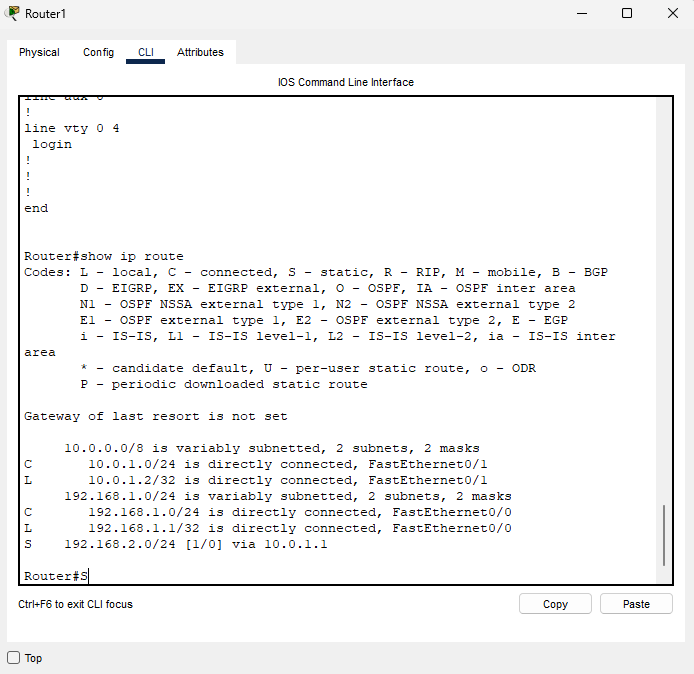 Router1
Physical Config CLI Attributes
IOS Command Line Interface
line aux 0
!
line vty 0 4
 login
!
!
!
end
Router#show ip route
Codes: L - local, C - connected, S - static, R - RIP, M - mobile, B - BGP
       D - EIGRP, EX - EIGRP external, O - OSPF, IA - OSPF inter area
       N1 - OSPF NSSA external type 1, N2 - OSPF NSSA external type 2
       E1 - OSPF external type 1, E2 - OSPF external type 2, E - EGP
       i - IS-IS, L1 - IS-IS level-1, L2 - IS-IS level-2, ia - IS-IS inter
area
       * - candidate default, U - per-user static route, o - ODR
       P - periodic downloaded static route
Gateway of last resort is not set
     10.0.0.0/8 is variably subnetted, 2 subnets, 2 masks
C       10.0.1.0/24 is directly connected, FastEthernet0/1
L       10.0.1.2/32 is directly connected, FastEthernet0/1
     192.168.1.0/24 is variably subnetted, 2 subnets, 2 masks
C       192.168.1.0/24 is directly connected, FastEthernet0/0
L       192.168.1.1/32 is directly connected, FastEthernet0/0
S    192.168.2.0/24 [1/0] via 10.0.1.1
Router#S
Ctrl+F6 to exit CLI focus
Copy Paste
Top